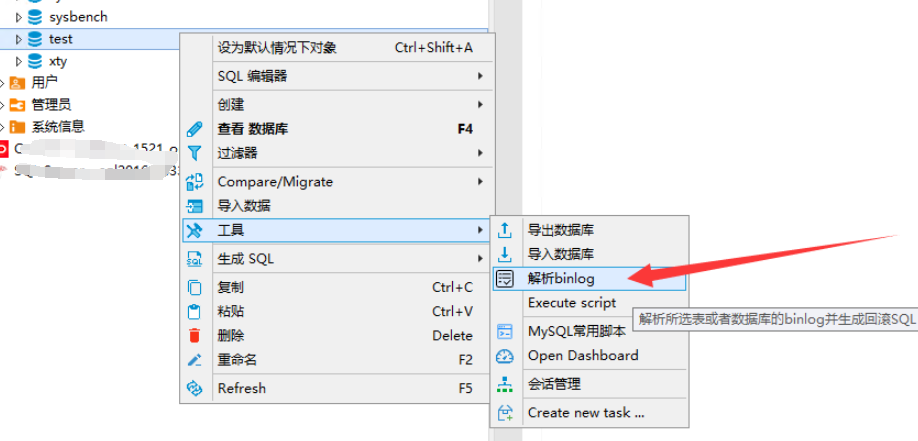 sysbench
test
xty
用户
管理员
系统信息
1521
设为默认情况下对象 Ctrl+Shift+A
SQL 编辑器
创建
查看 数据库 F4
过滤器
Compare/Migrate
导入数据
工具
生成 SQL
复制 Ctrl+C
粘贴 Ctrl+V
删除 Delete
重命名 F2
Refresh F5
导出数据库
导入数据库
解析binlog
Execute script
解析所选表或者数据库的binlog并生成回滚SQL
MySQL常用脚本
Open Dashboard
会话管理
Create new task ...